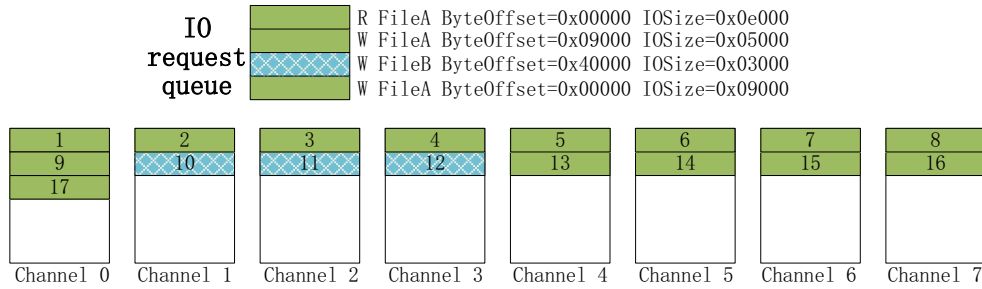 IO
request
queue
R FileA ByteOffset=0x00000 IOSize=0x0e000
W FileA ByteOffset=0x09000 IOSize=0x05000
W FileB ByteOffset=0x40000 IOSize=0x03000
W FileA ByteOffset=0x00000 IOSize=0x09000
1 2 3 4 5 6 7 8
9 10 11 12 13 14 15 16
17
Channel 0 Channel 1 Channel 2 Channel 3 Channel 4 Channel 5 Channel 6 Channel 7